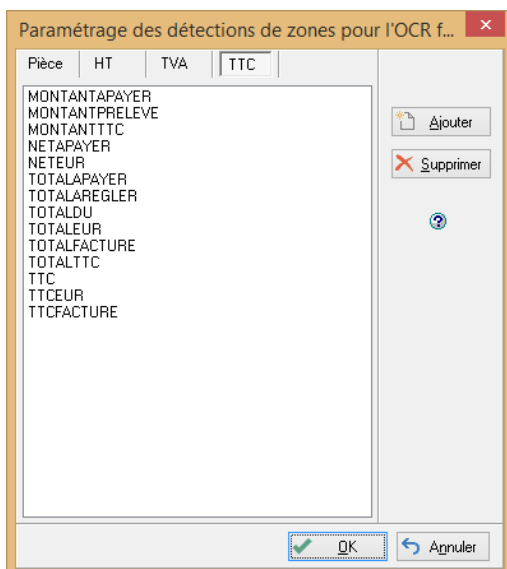 Paramétrage des détections de zones pour l'OCR f...
Pièce HT TVA TTC
MONTANTAPAYER
MONTANTPRELEVE
MONTANTTTC
NETAPAYER
NETEUR
TOTALAPAYER
TOTALAREGLER
TOTALDU
TOTALEUR
TOTALFACTURE
TOTALTTC
TTC
TTCEUR
TTCFACTURE
Ajouter
Supprimer
OK Annuler